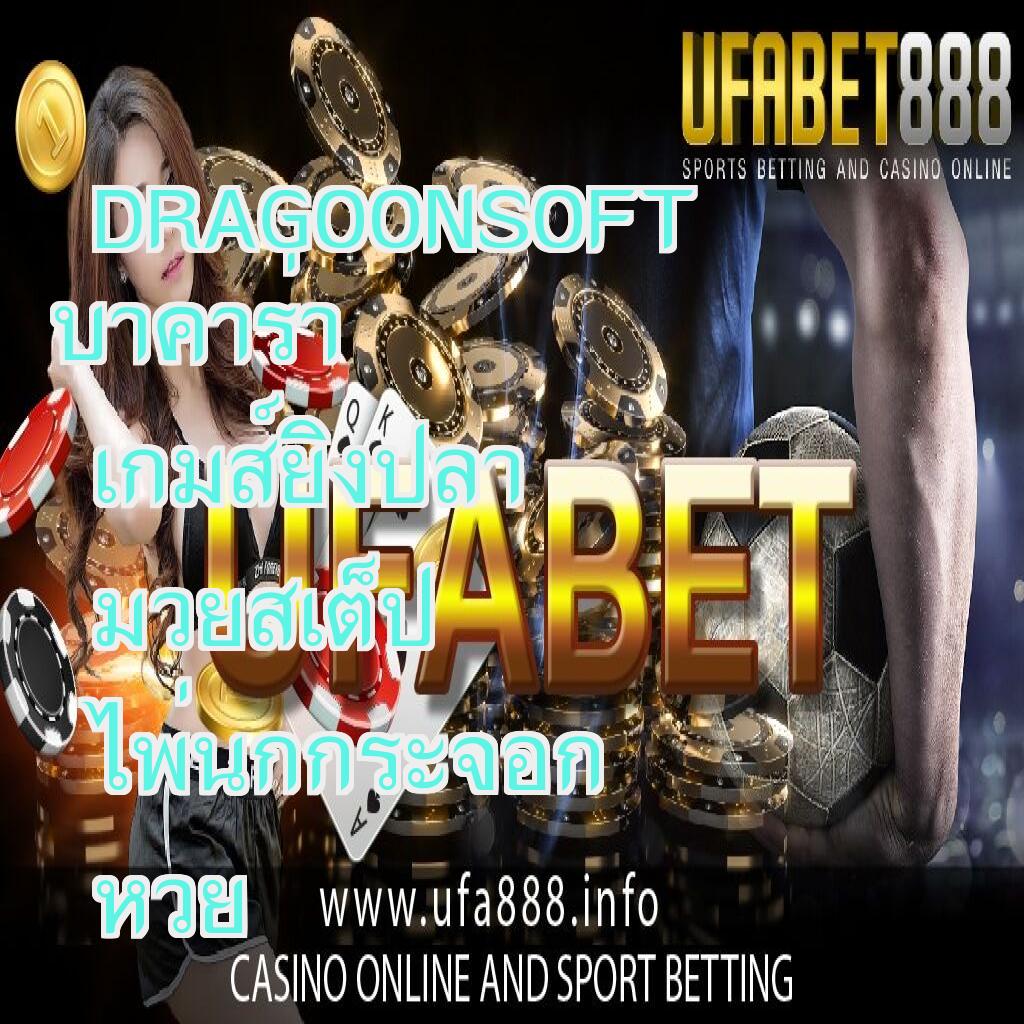 UFABET888
SPORTS BETTING AND CASINO ONLINE
DRAGOONSOFT
บาคาร่า
เกมส์ยิงปลา
UFABET
มวยสเต็ป
ไพ่นกกระจอก
หวย
Q K
A
www.ufa888.info
CASINO ONLINE AND SPORT BETTING